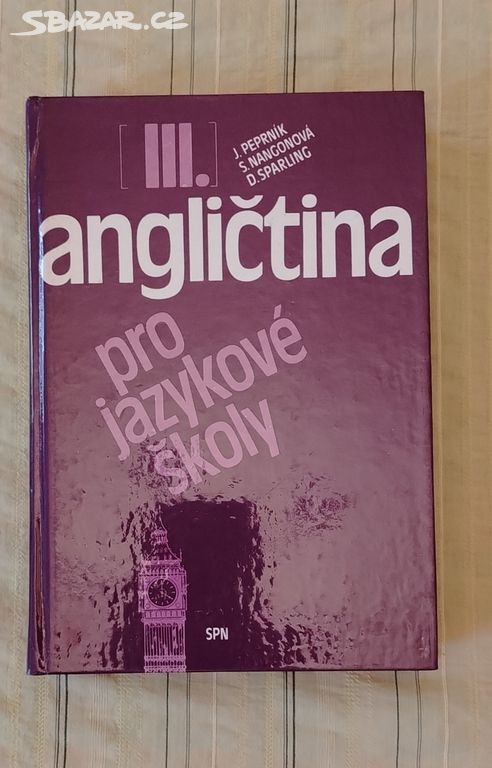 SBAZAR.CZ
[III.]
J. PEPRNÍK
S. NANGONOVÁ
D. SPARLING
angličtina
pro
jazykové
školy
SPN